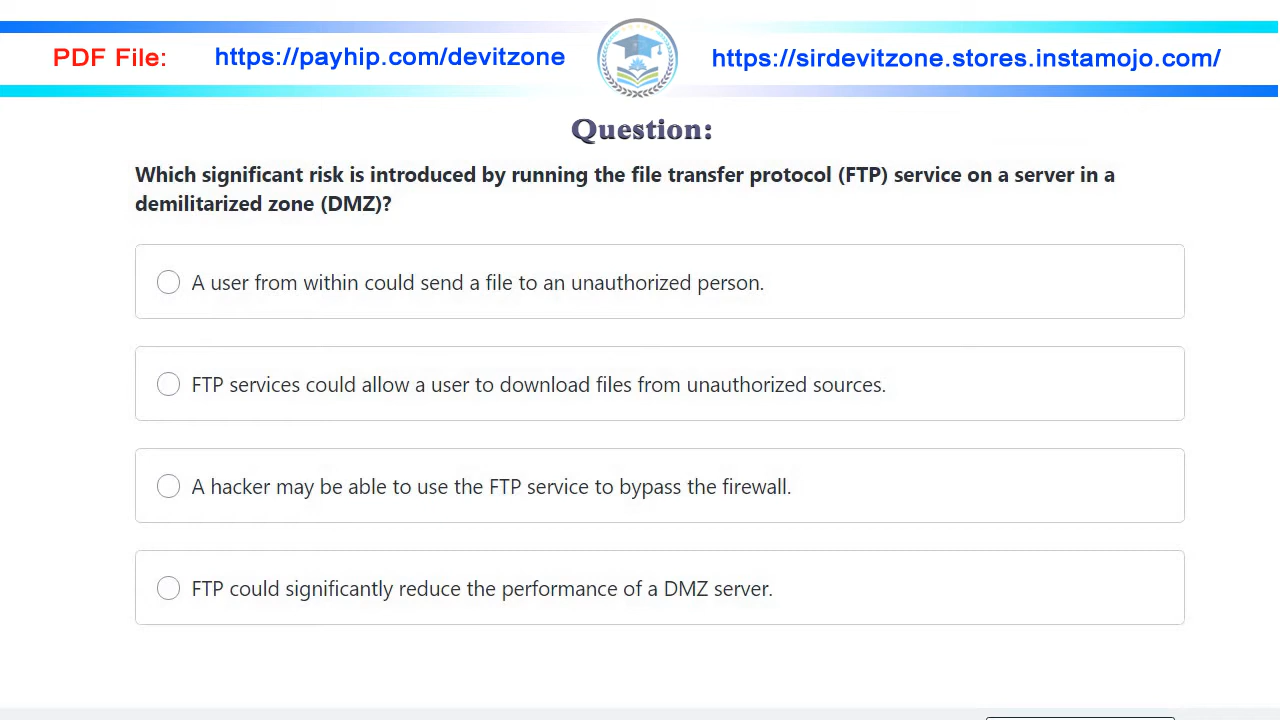 PDF File: https://payhip.com/devitzone https://sirdevitzone.stores.instamojo.com/
Question:
Which significant risk is introduced by running the file transfer protocol (FTP) service on a server in a
demilitarized zone (DMZ)?
A user from within could send a file to an unauthorized person.
FTP services could allow a user to download files from unauthorized sources.
A hacker may be able to use the FTP service to bypass the firewall.
FTP could significantly reduce the performance of a DMZ server.